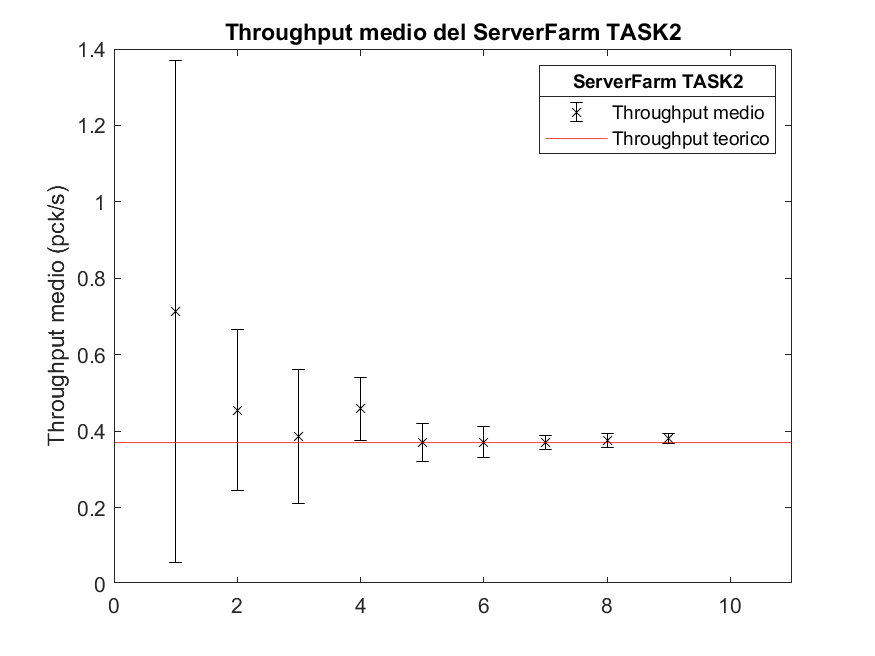 Throughput medio del ServerFarm TASK2
1.4
1.2
1
0.8
0.6
0.4
0.2
0
Throughput medio (pck/s)
ServerFarm TASK2
Throughput medio
Throughput teorico
0 2 4 6 8 10